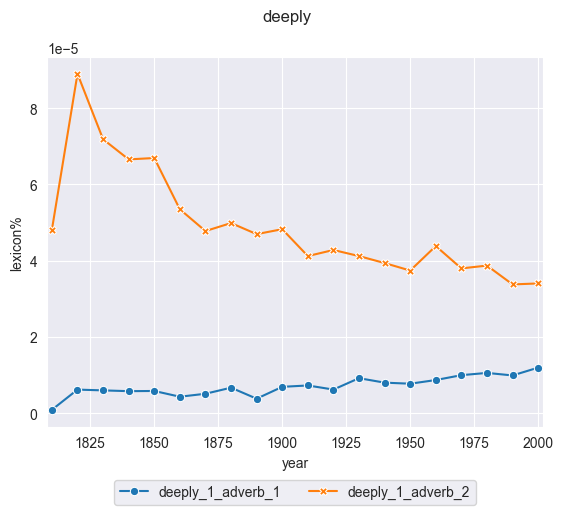 deeply
1e−5
8
6
4
2
0
lexicon%
1825 1850 1875 1900 1925 1950 1975 2000
year
deeply_1_adverb_1 deeply_1_adverb_2